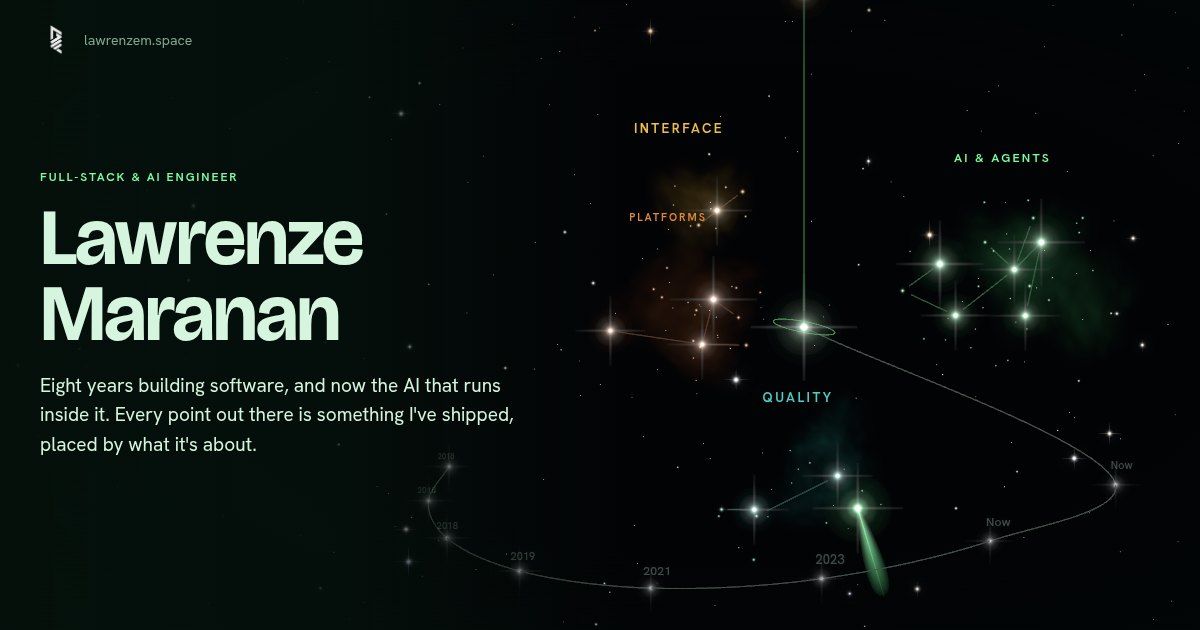 lawrenzem.space
FULL-STACK & AI ENGINEER
Lawrenze
Maranan
Eight years building software, and now the AI that runs
inside it. Every point out there is something I've shipped,
placed by what it's about.
INTERFACE
AI & AGENTS
PLATFORMS
QUALITY
2018
2018
2019
2021
2023
Now
Now